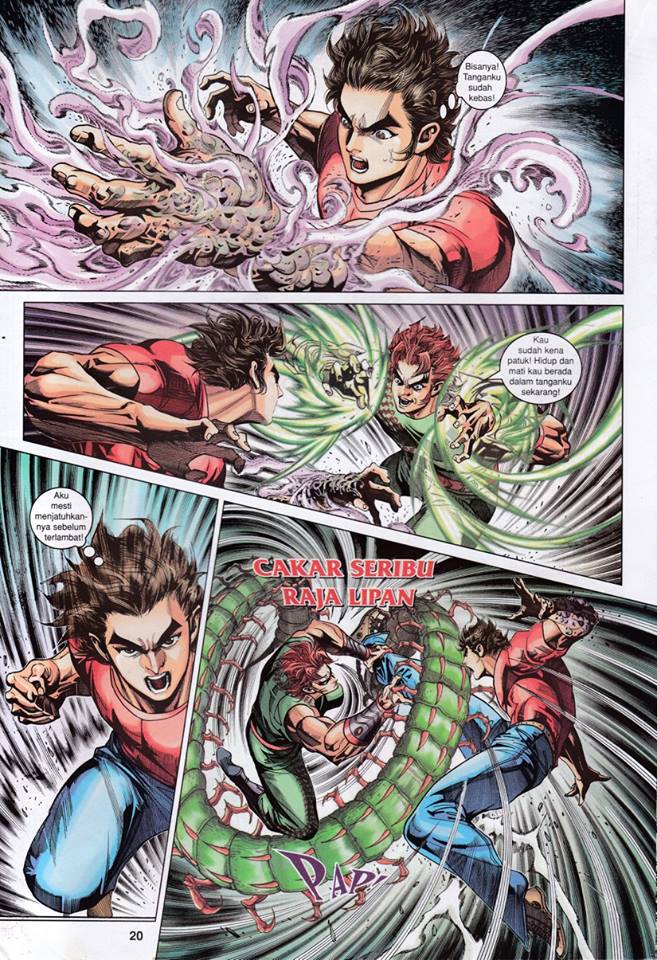 Bisanya!
Tanganku
sudah
kebas!
Kau
sudah kena
patuk! Hidup dan
mati kau berada
dalam tanganku
sekarang!
Aku
mesti
menjatuhkan-
nya sebelum
terlambat!
CAKAR SERIBU
RAJA LIPAN
PAP!
20